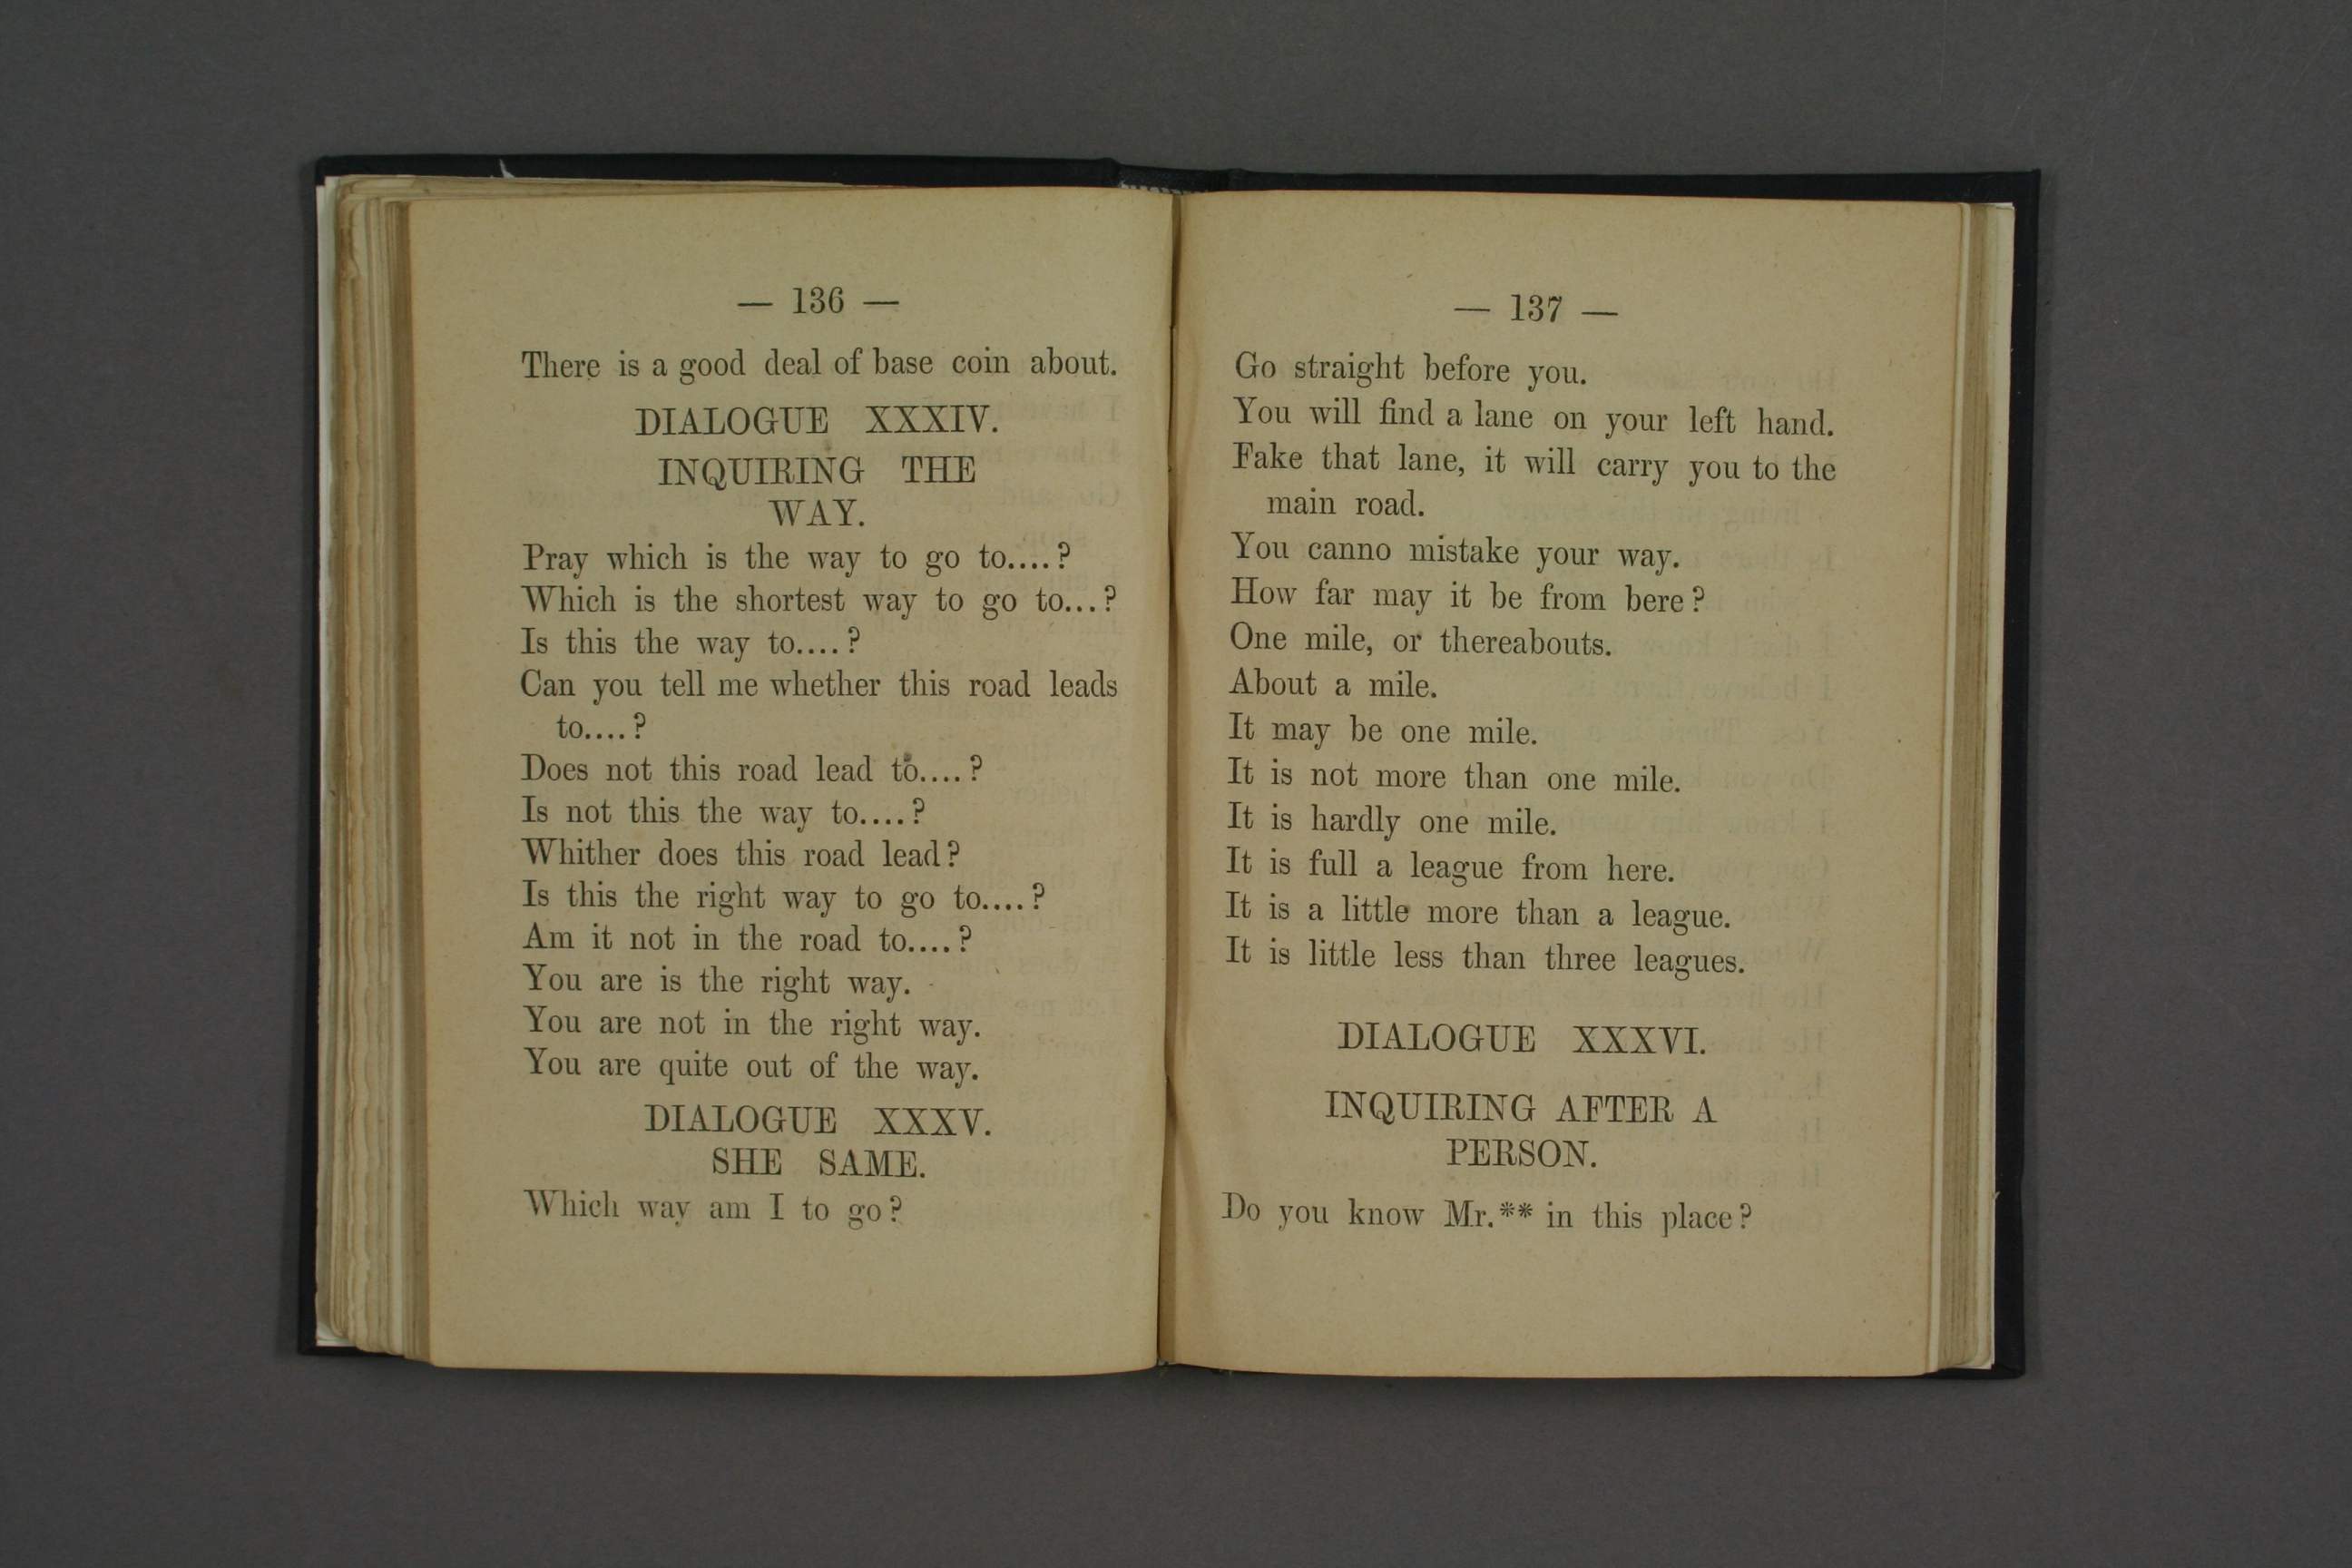 — 136 —
There is a good deal of base coin about.
DIALOGUE XXXIV.
INQUIRING THE
WAY.
Pray which is the way to go to....?
Which is the shortest way to go to...?
Is this the way to....?
Can you tell me whether this road leads
to....?
Does not this road lead to....?
Is not this the way to....?
Whither does this road lead?
Is this the right way to go to....?
Am it not in the road to....?
You are is the right way.
You are not in the right way.
You are quite out of the way.
DIALOGUE XXXV.
SHE SAME.
Which way am I to go?
— 137 —
Go straight before you.
You will find a lane on your left hand.
Fake that lane, it will carry you to the
main road.
You canno mistake your way.
How far may it be from bere?
One mile, or thereabouts.
About a mile.
It may be one mile.
It is not more than one mile.
It is hardly one mile.
It is full a league from here.
It is a little more than a league.
It is little less than three leagues.
DIALOGUE XXXVI.
INQUIRING AFTER A
PERSON.
Do you know Mr.** in this place?